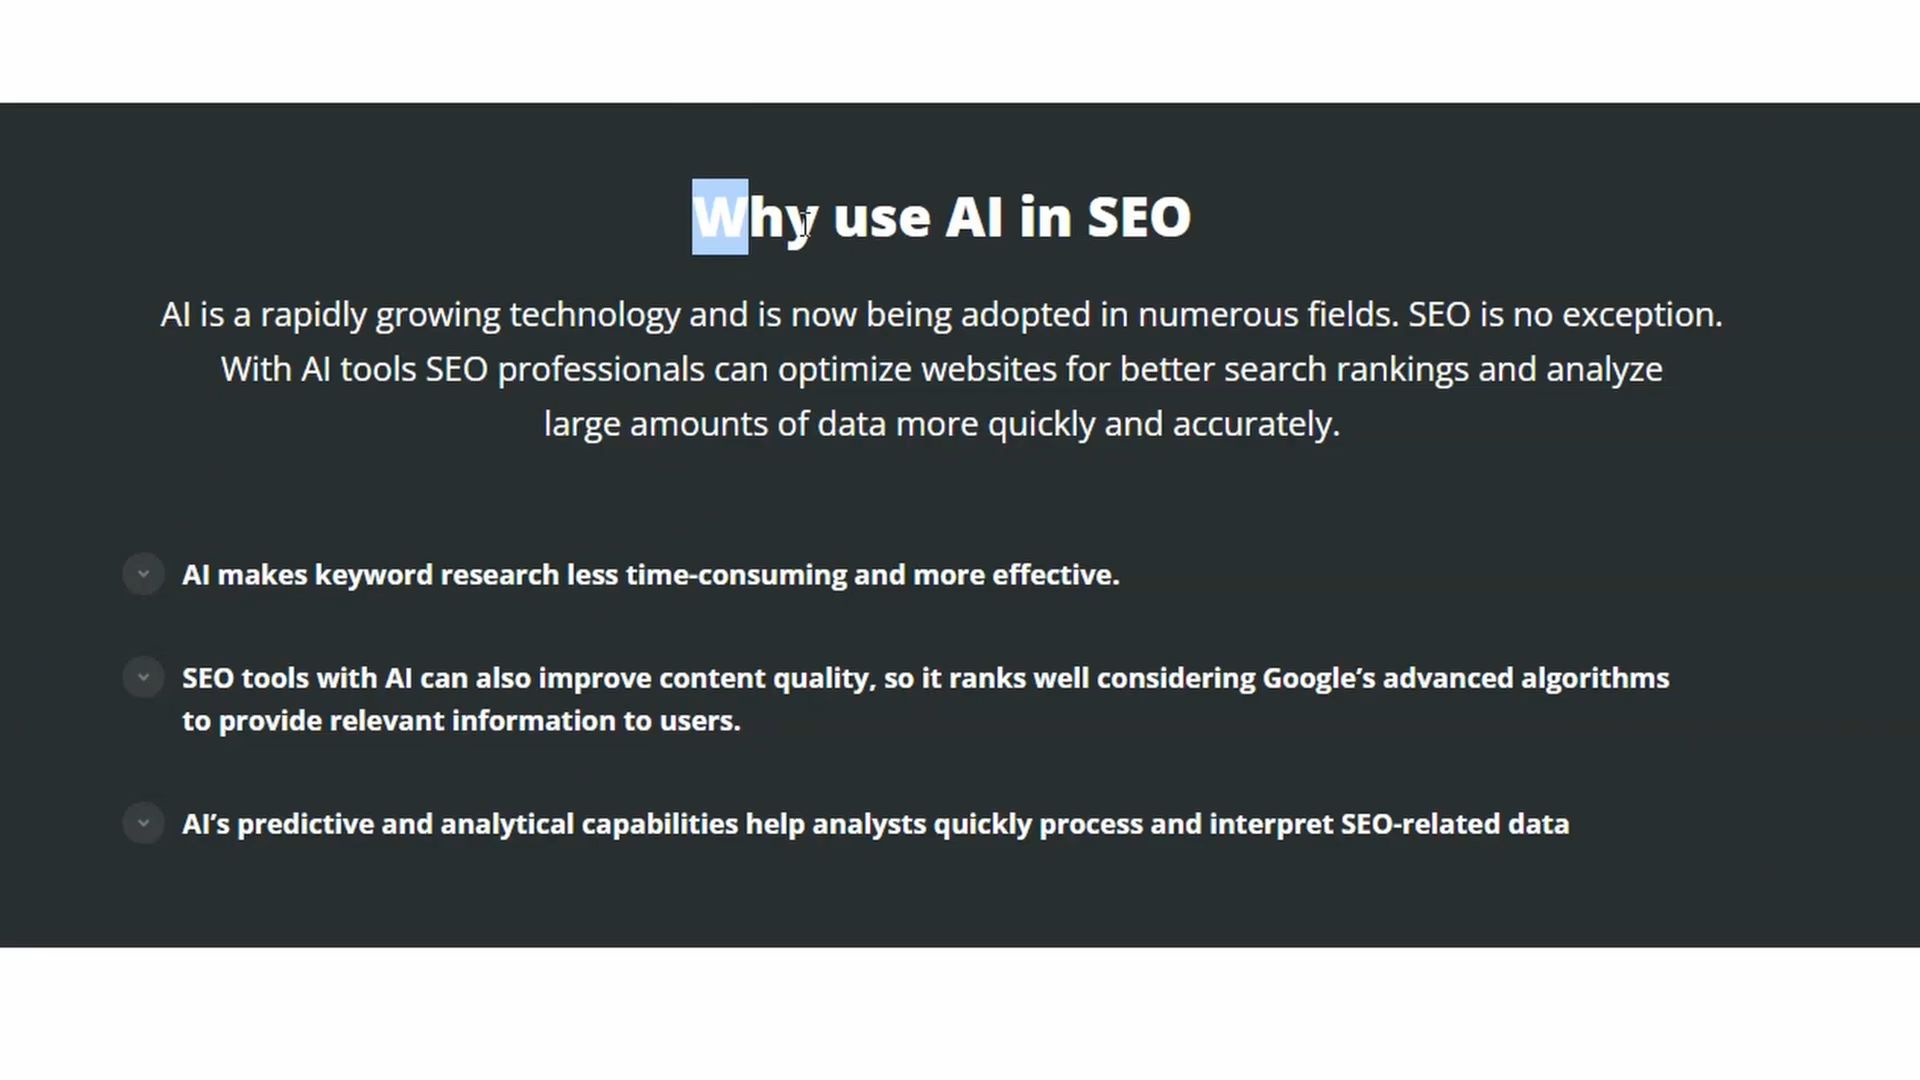 Why use AI in SEO
AI is a rapidly growing technology and is now being adopted in numerous fields. SEO is no exception.
With AI tools SEO professionals can optimize websites for better search rankings and analyze
large amounts of data more quickly and accurately.
AI makes keyword research less time-consuming and more effective.
SEO tools with AI can also improve content quality, so it ranks well considering Google’s advanced algorithms
to provide relevant information to users.
AI’s predictive and analytical capabilities help analysts quickly process and interpret SEO-related data